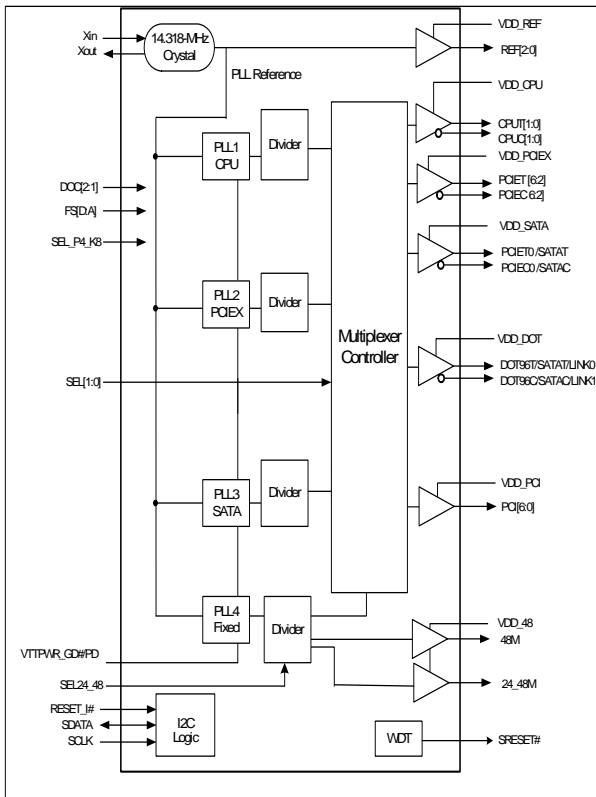 Xin
Xout
14.318-MHz
Crystal
PLL Reference
VDD_REF
REF[2:0]
VDD_CPU
CPUT[1:0]
CPUC[1:0]
VDD_PCIEX
PCIET [6:2]
PCIEC 6:2]
VDD_SATA
PCIET0 /SATAT
PCIEC0 /SATAC
VDD_DOT
DOT96T/SATAT/LINK0
DOT96C/SATAC/LINK1
VDD_PCI
PCI[6:0]
VDD_48
48M
24_48M
SRESET#
DOC[2:1]
FS[D:A]
SEL_P4_K8
SEL[1:0]
VTTPWR_GD#/PD
SEL24_48
RESET_I#
SDATA
SCLK
PLL1
CPU
Divider
PLL2
PCIEX
Divider
PLL3
SATA
Divider
PLL4
Fixed
Divider
Multiplexer
Controller
I2C
Logic
WDT